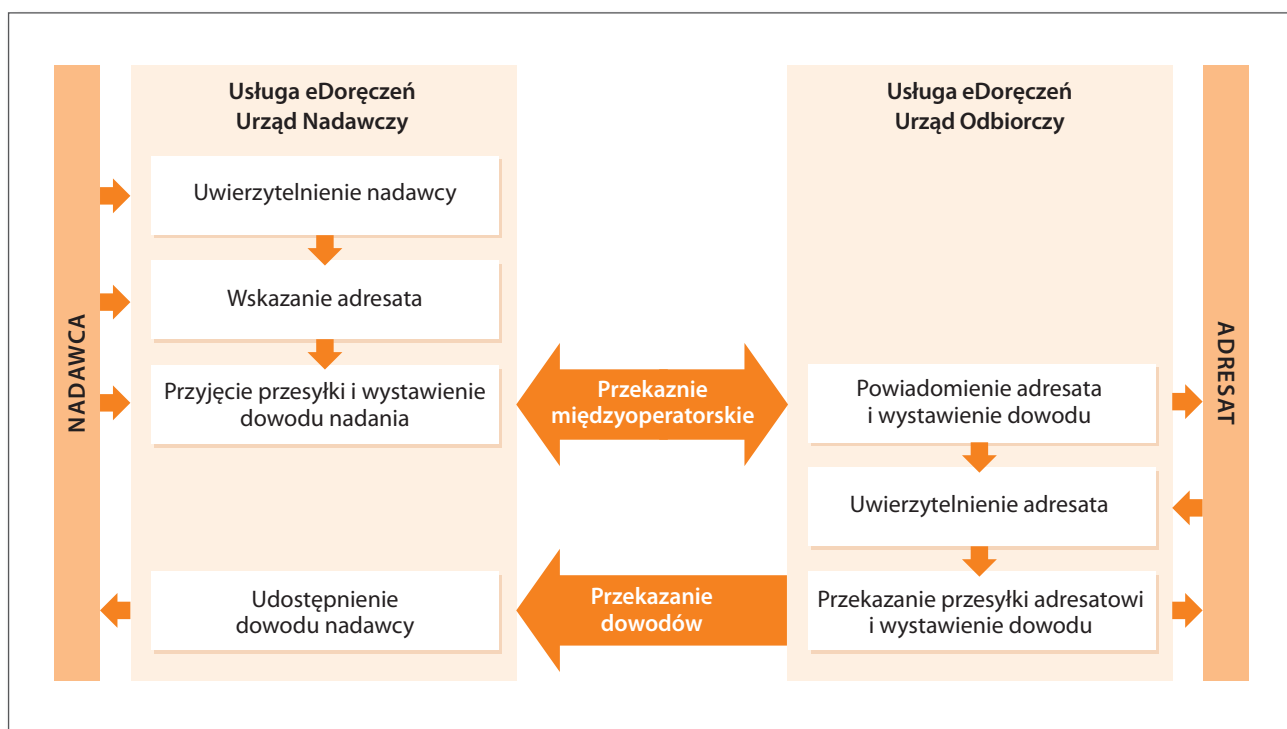 NADAWCA
Usługa eDoręczeń
Urząd Nadawczy
Uwierzytelnienie nadawcy
Wskazanie adresata
Przyjęcie przesyłki i wystawienie
dowodu nadania
Udostępnienie
dowodu nadawcy
Przekaznie
międzyoperatorskie
Przekazanie
dowodów
Usługa eDoręczeń
Urząd Odbiorczy
Powiadomienie adresata
i wystawienie dowodu
Uwierzytelnienie adresata
Przekazanie przesyłki adresatowi
i wystawienie dowodu
ADRESAT